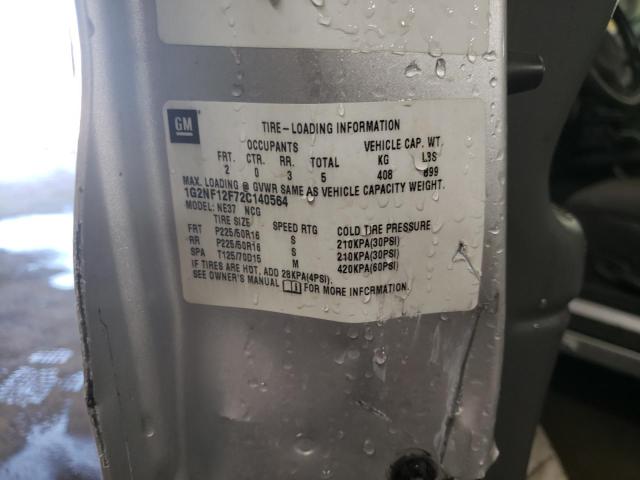 GM
TIRE-LOADING INFORMATION
OCCUPANTS VEHICLE CAP. WT.
FRT. CTR. RR. TOTAL KG LBS
2 0 3 5 408 899
MAX. LOADING @ GVWR SAME AS VEHICLE CAPACITY WEIGHT.
1G2NF12F72C140564
MODEL: NE37 NCG
TIRE SIZE SPEED RTG COLD TIRE PRESSURE
FRT P225/50R16 S 210KPA(30PSI)
RR P225/50R16 S 210KPA(30PSI)
SPA T125/70D15 M 420KPA(60PSI)
IF TIRES ARE HOT, ADD 28KPA(4PSI).
SEE OWNER'S MANUAL FOR MORE INFORMATION.